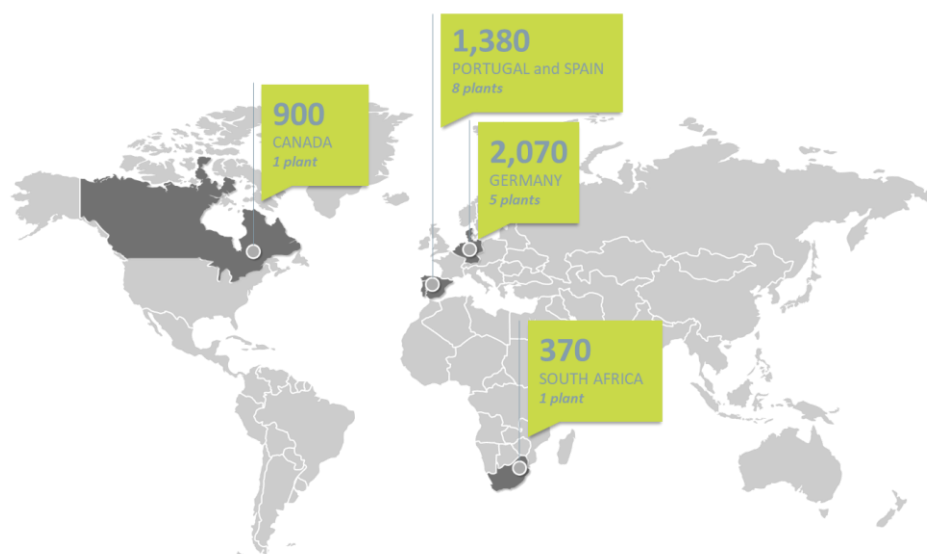 1,380
PORTUGAL and SPAIN
8 plants
900
CANADA
1 plant
2,070
GERMANY
5 plants
370
SOUTH AFRICA
1 plant